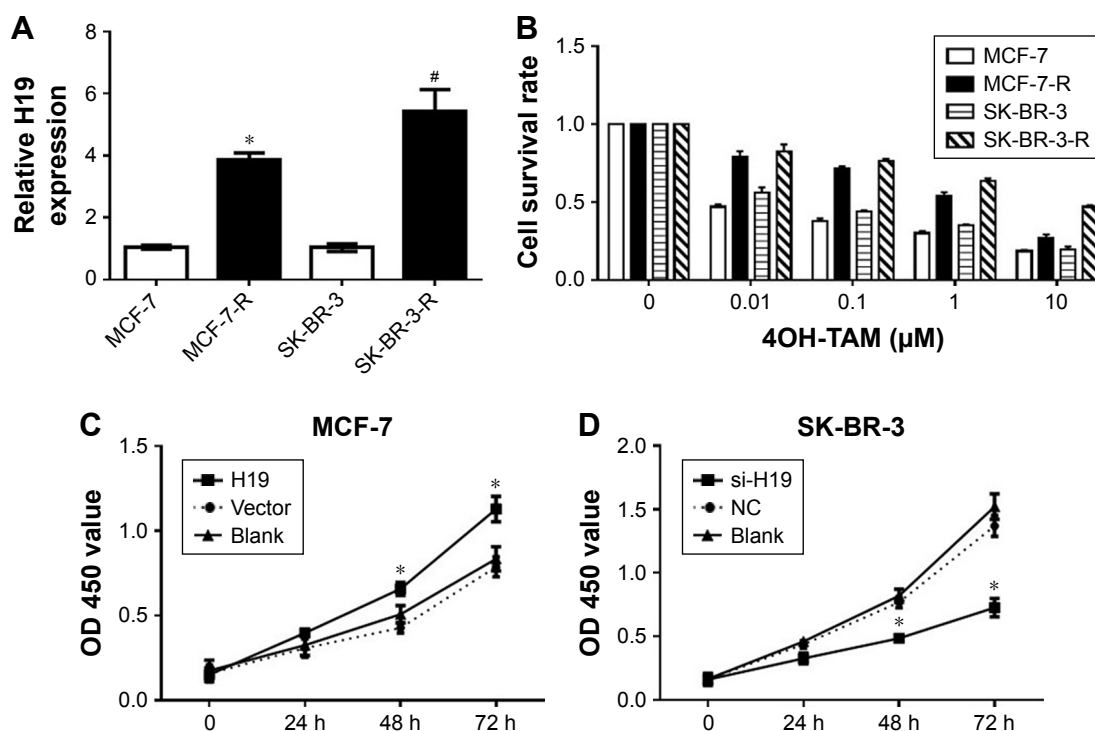 A
Relative H19
expression
8
6
4
2
0
*
#
MCF-7
MCF-7-R
SK-BR-3
SK-BR-3-R
B
Cell survival rate
1.5
1.0
0.5
0.0
MCF-7
MCF-7-R
SK-BR-3
SK-BR-3-R
0 0.01 0.1 1 10
4OH-TAM (µM)
C
MCF-7
OD 450 value
1.5
1.0
0.5
0.0
H19
Vector
Blank
*
*
0 24 h 48 h 72 h
D
SK-BR-3
OD 450 value
2.0
1.5
1.0
0.5
0.0
si-H19
NC
Blank
*
*
0 24 h 48 h 72 h